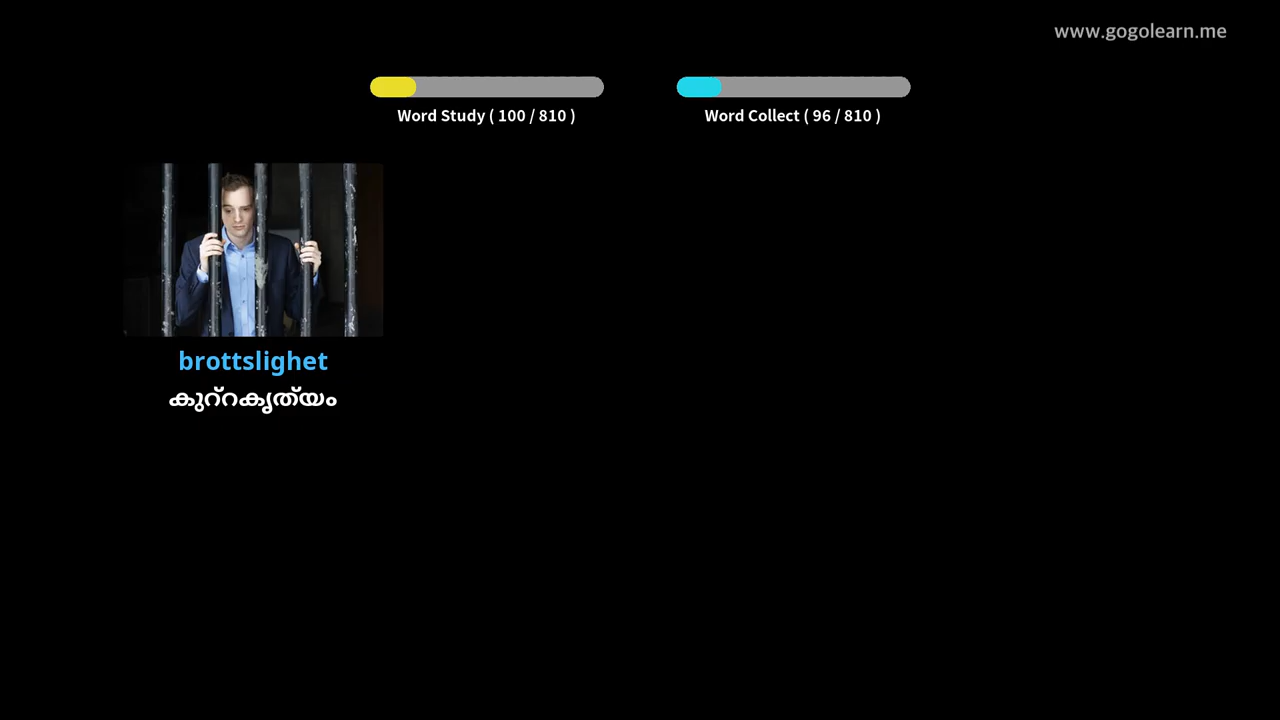 www.gogolearn.me
Word Study ( 100 / 810 )
Word Collect ( 96 / 810 )
brottslighet
കുറ്റകൃത്യം